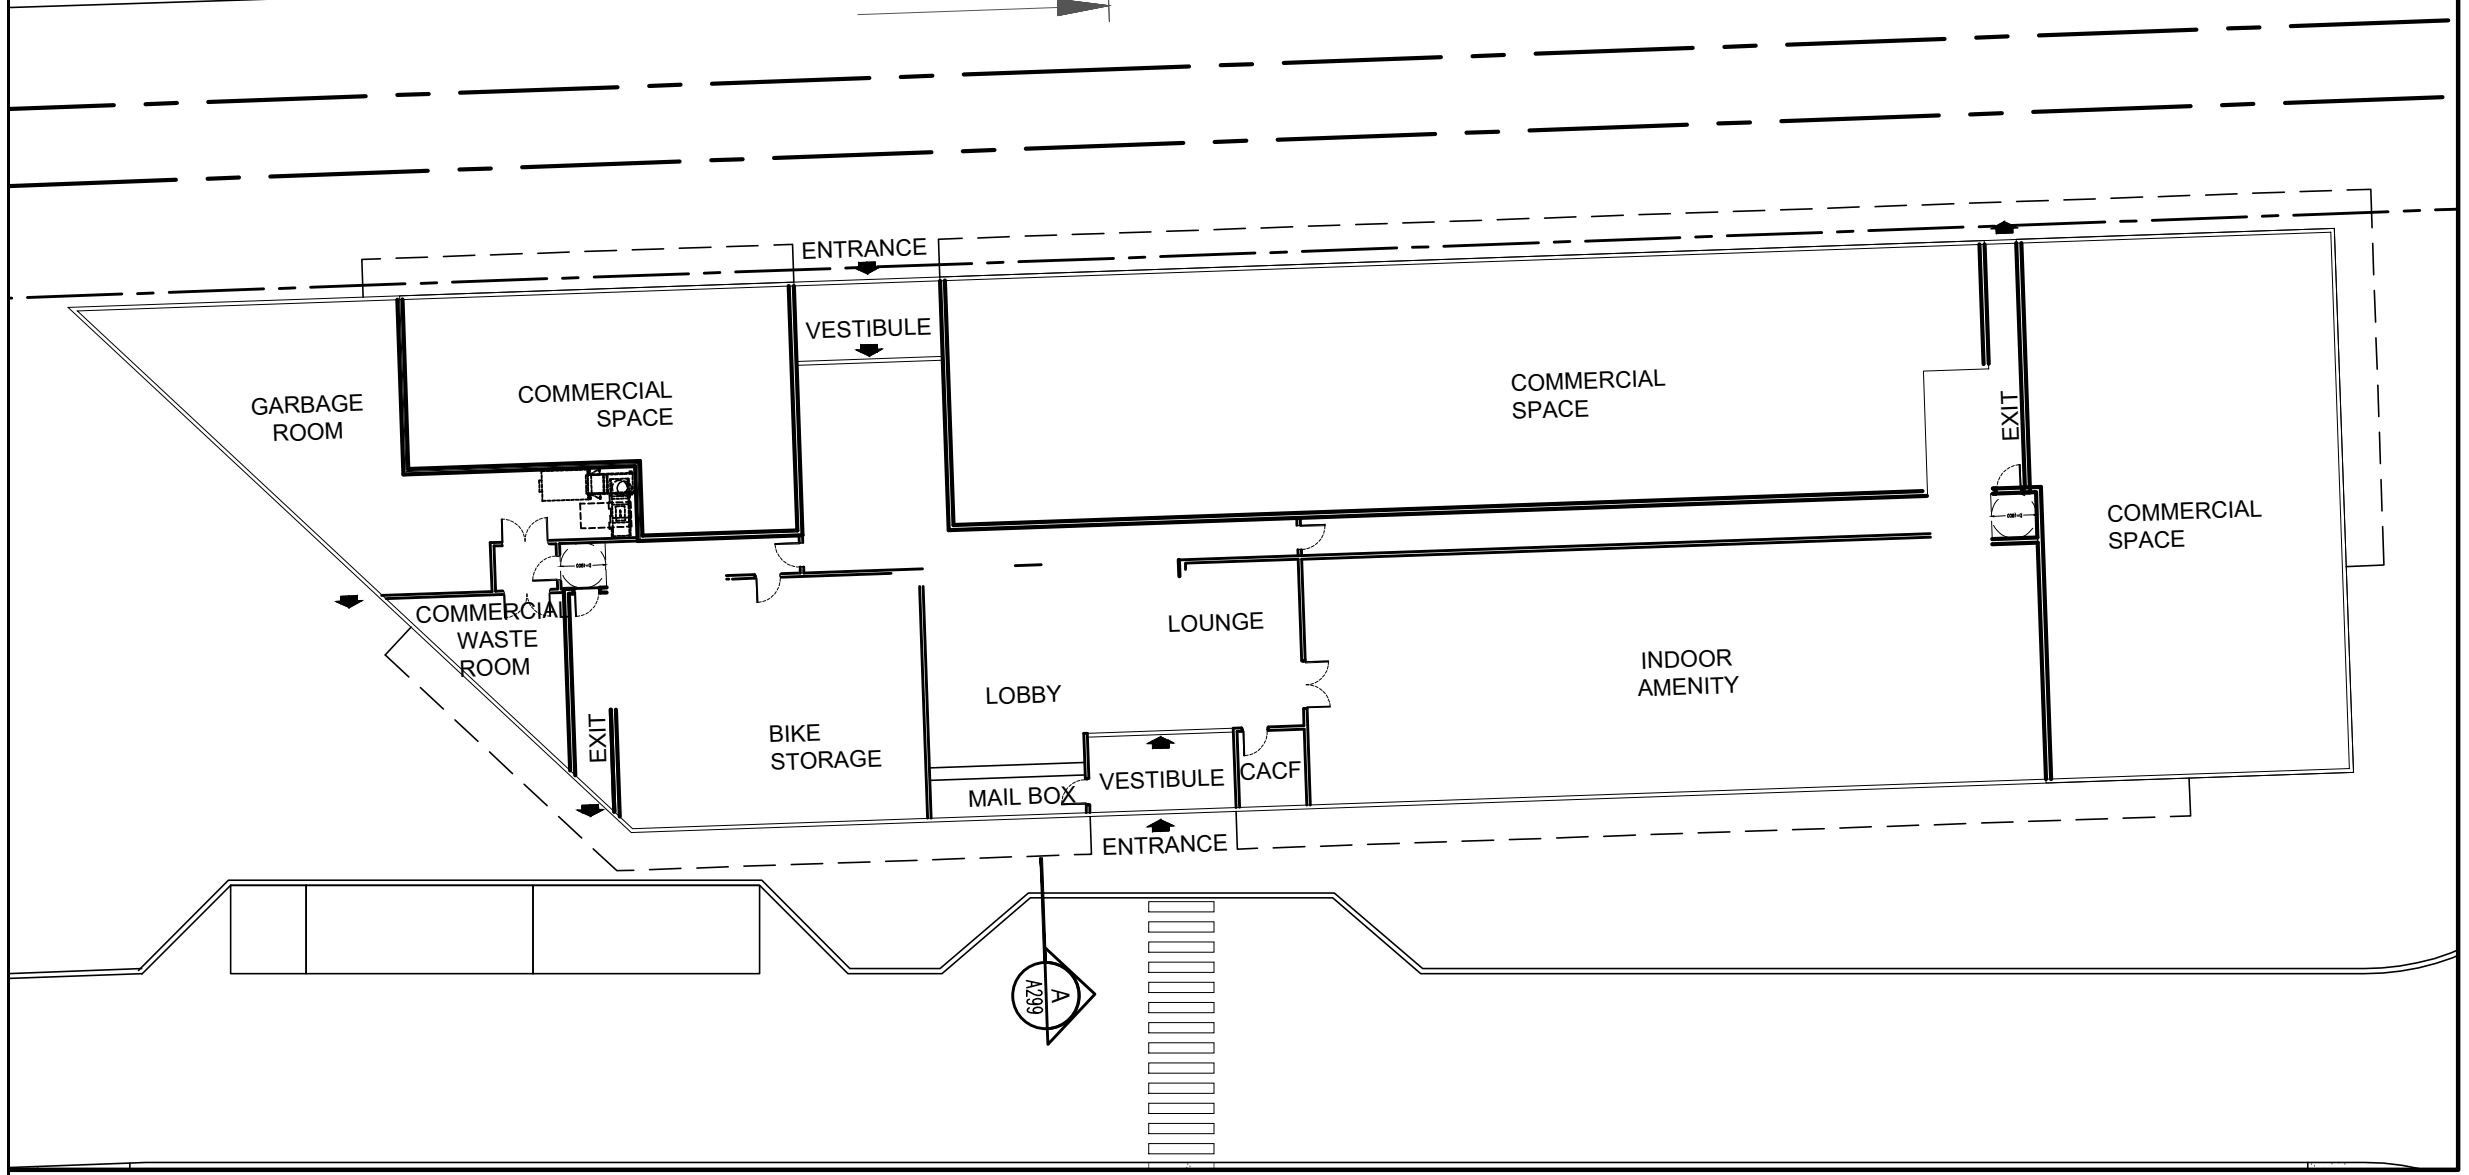 ENTRANCE
VESTIBULE
GARBAGE
ROOM
COMMERCIAL
SPACE
COMMERCIAL
SPACE
EXIT
COMMERCIAL
SPACE
COMMERCIAL
WASTE
ROOM
EXIT
BIKE
STORAGE
LOBBY
LOUNGE
INDOOR
AMENITY
MAIL BOX
VESTIBULE
CACF
ENTRANCE
A
A299